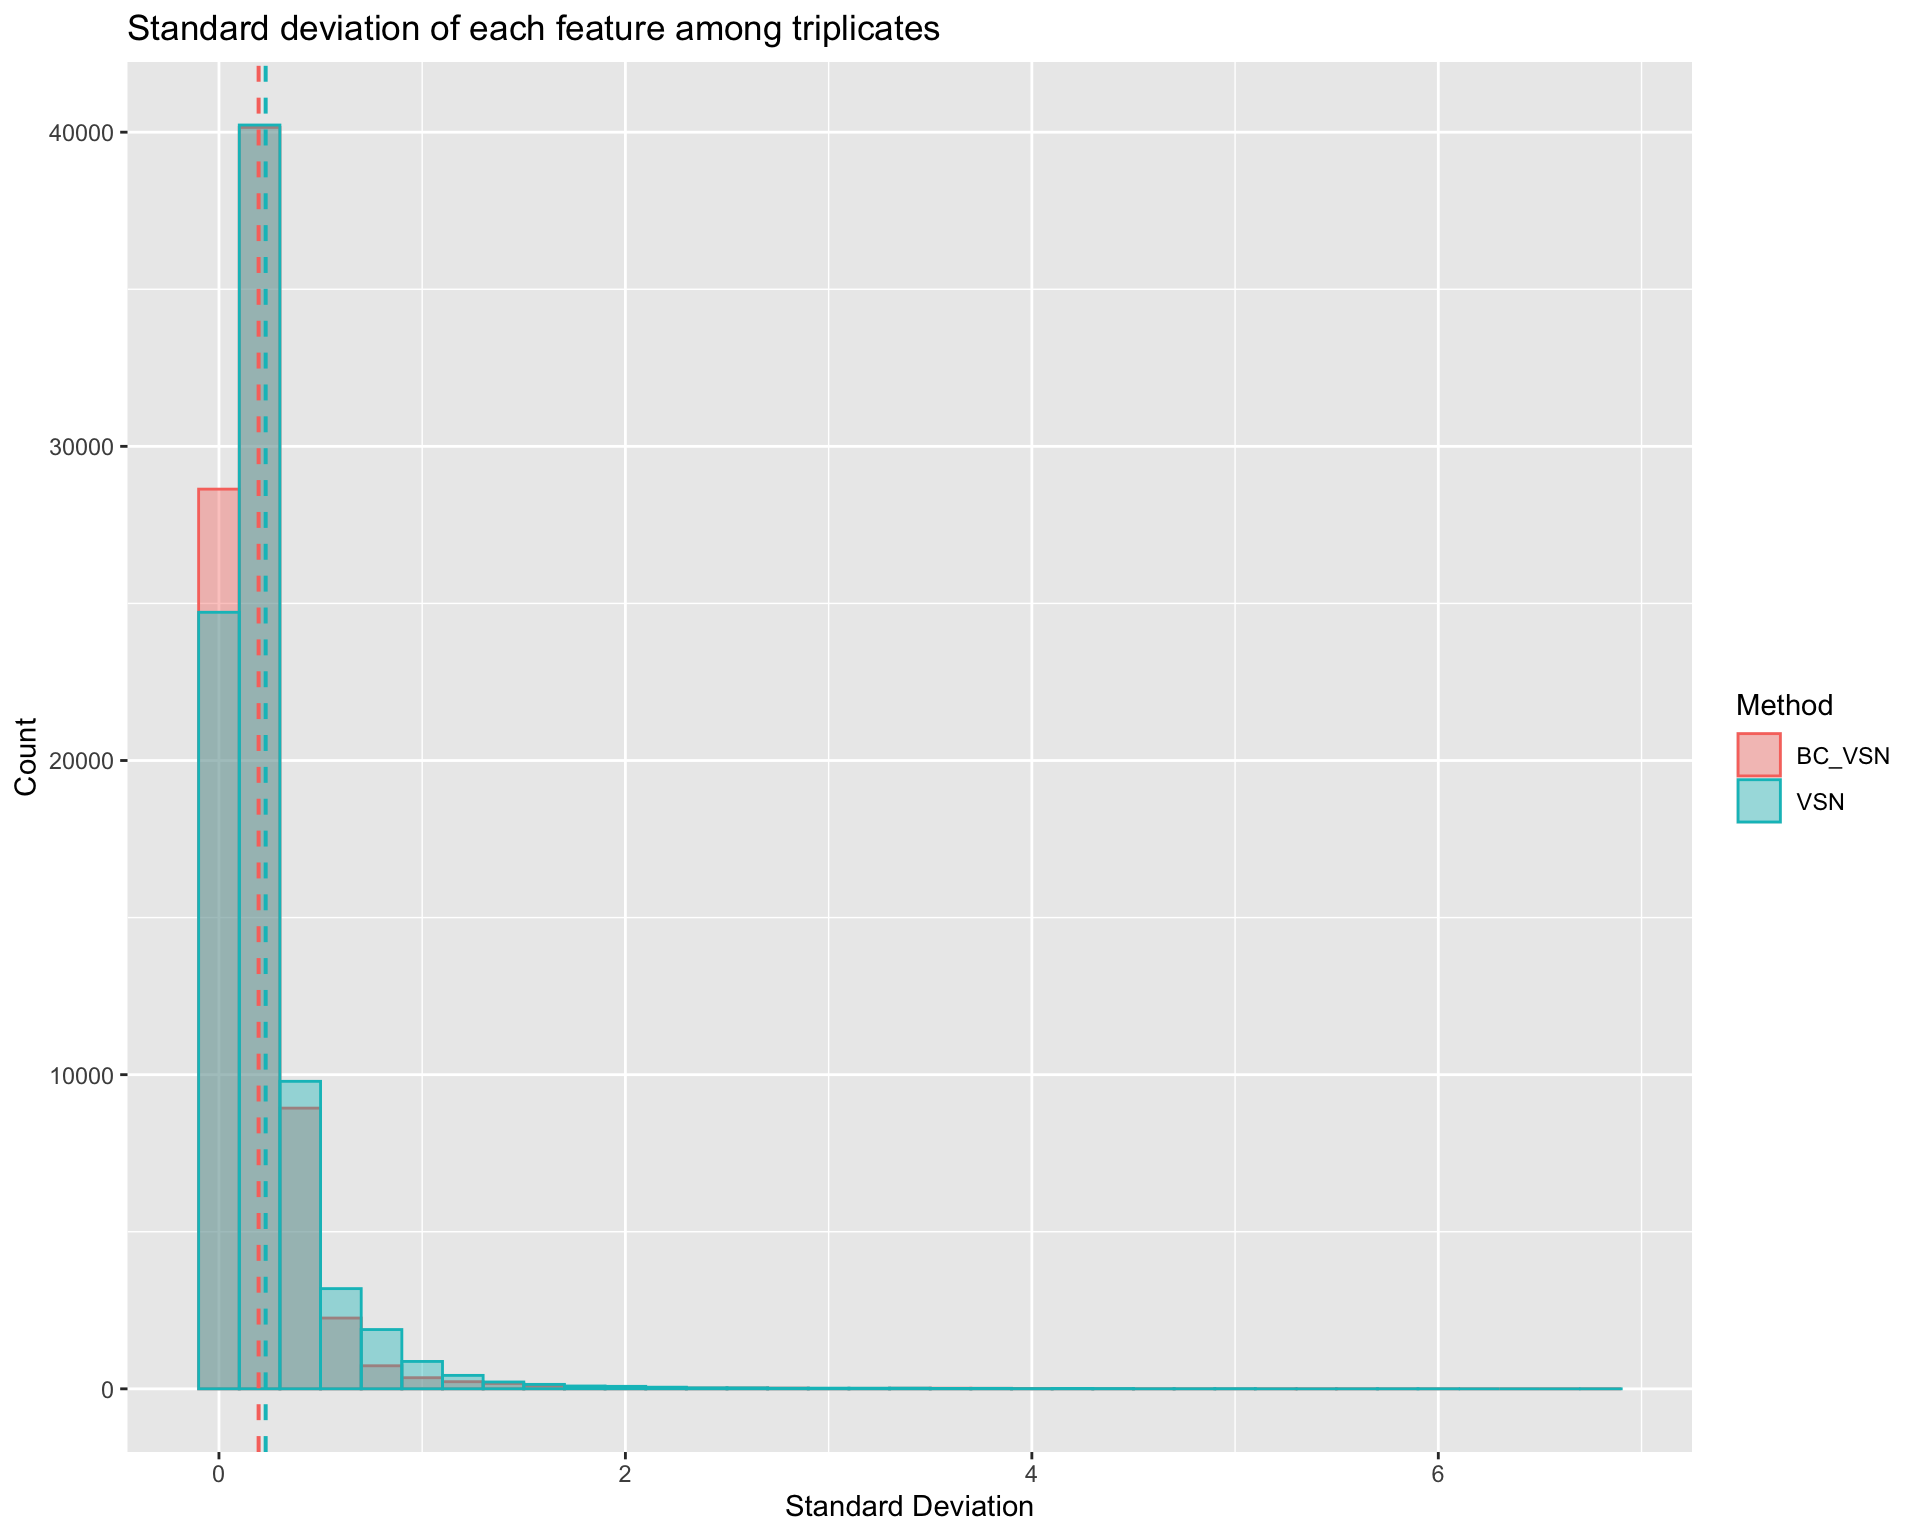 Standard deviation of each feature among triplicates
40000
30000
20000
10000
0
Count
0 2 4 6
Standard Deviation
Method
BC_VSN
VSN